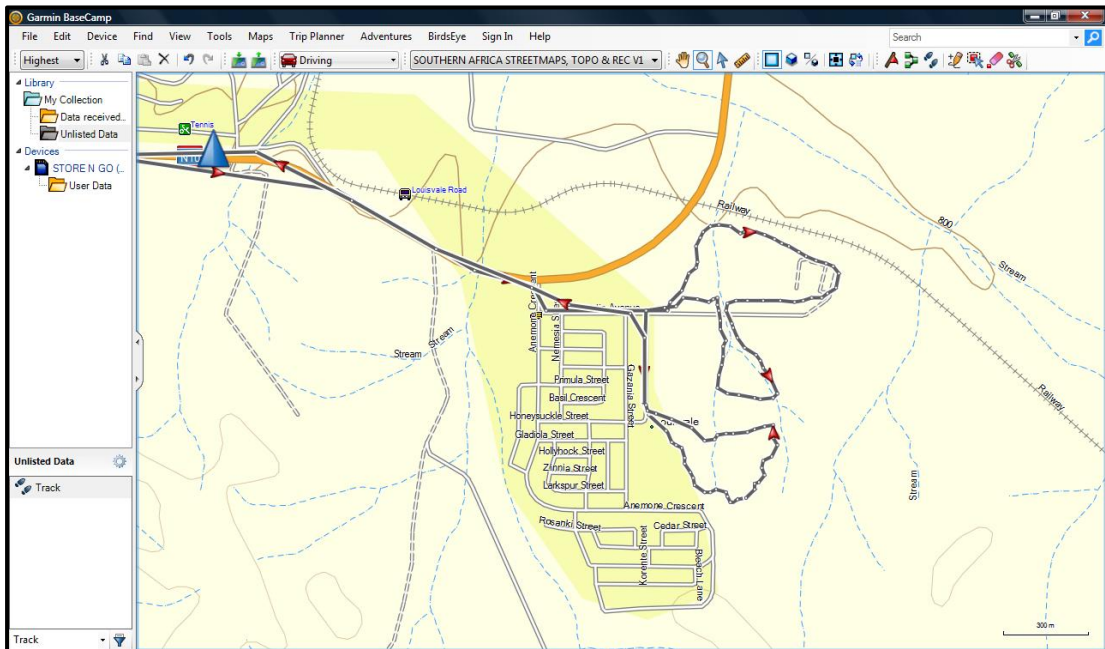 Garmin BaseCamp
File Edit Device Find View Tools Maps Trip Planner Adventures BirdsEye Sign In Help
Search
Highest
Driving
SOUTHERN AFRICA STREETMAPS, TOPO & REC V1
Library
My Collection
Data received...
Unlisted Data
Devices
STORE N GO (...
User Data
Unlisted Data
Track
Track
Tennis
Louisvale Road
Railway
800
Stream
Anemone Crescent
Nemesia
Stream
Stream
Primula Street
Basil Crescent
Gazania Street
Honeysuckle Street
Gladiola Street
Hollyhock Street
Zinnia Street
Larkspur Street
Railway
Stream
Anemone Crescent
Rosanki Street
Cedar Street
Korente Street
Bleech Lane
300 m